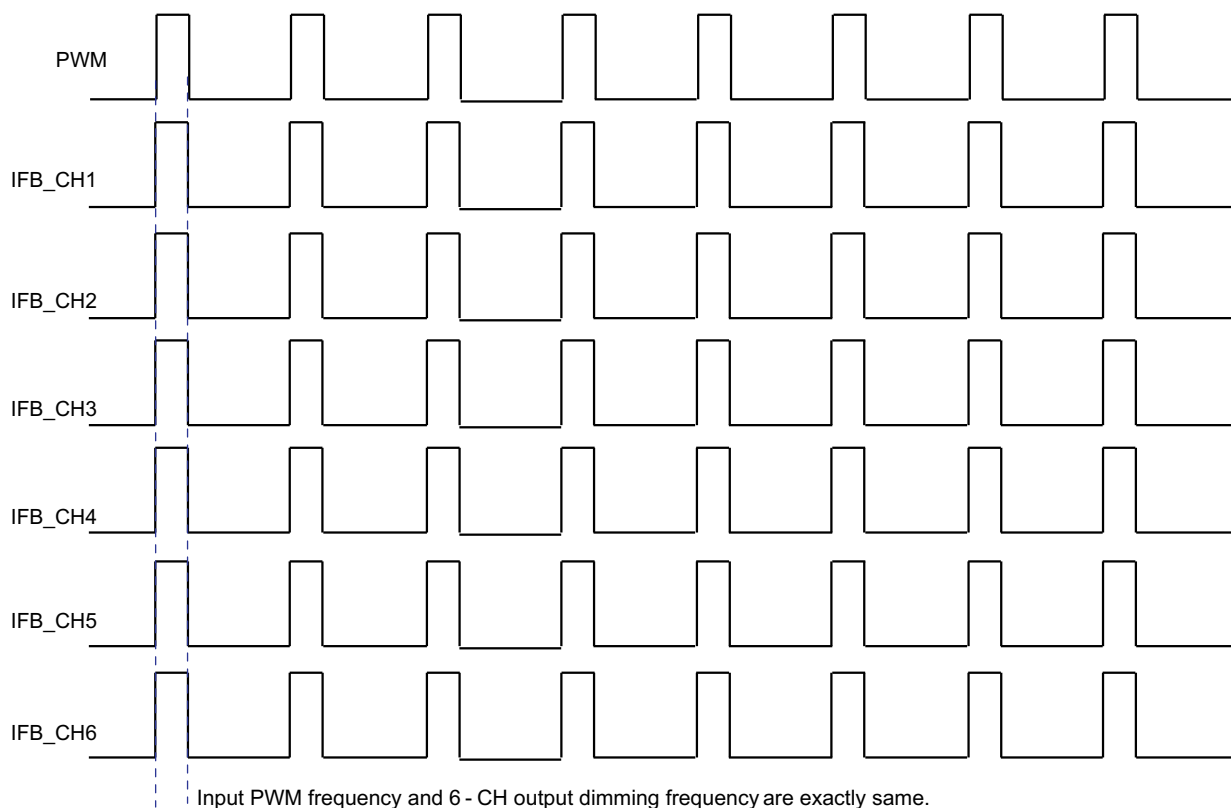 PWM
IFB_CH1
IFB_CH2
IFB_CH3
IFB_CH4
IFB_CH5
IFB_CH6
Input PWM frequency and 6 - CH output dimming frequency are exactly same.